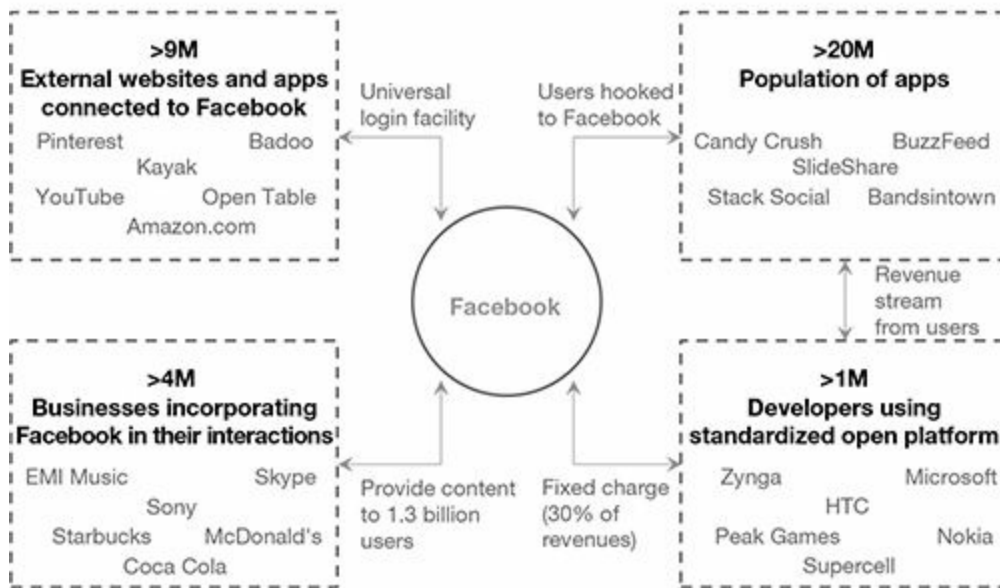 >9M
External websites and apps
connected to Facebook
Pinterest Badoo
Kayak
YouTube Open Table
Amazon.com
Universal
login facility
Users hooked
to Facebook
>20M
Population of apps
Candy Crush BuzzFeed
SlideShare
Stack Social Bandsintown
Facebook
Revenue
stream
from users
>4M
Businesses incorporating
Facebook in their interactions
EMI Music Skype
Sony
Starbucks McDonald's
Coca Cola
Provide content
to 1.3 billion
users
Fixed charge
(30% of
revenues)
>1M
Developers using
standardized open platform
Zynga Microsoft
HTC
Peak Games Nokia
Supercell